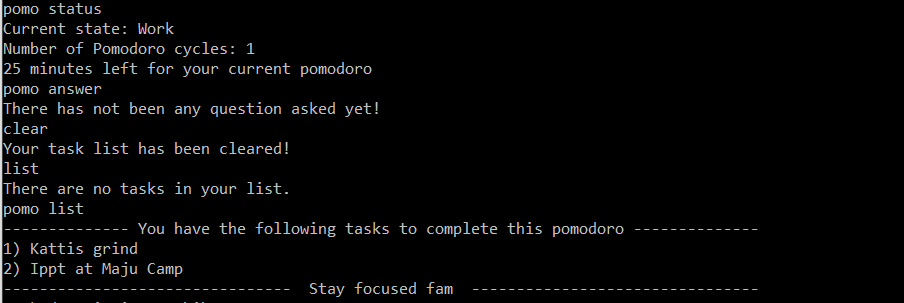 pomo status
Current state: Work
Number of Pomodoro cycles: 1
25 minutes left for your current pomodoro
pomo answer
There has not been any question asked yet!
clear
Your task list has been cleared!
list
There are no tasks in your list.
pomo list
-------------- You have the following tasks to complete this pomodoro --------------
1) Kattis grind
2) Ippt at Maju Camp
-------------------------------- Stay focused fam --------------------------------